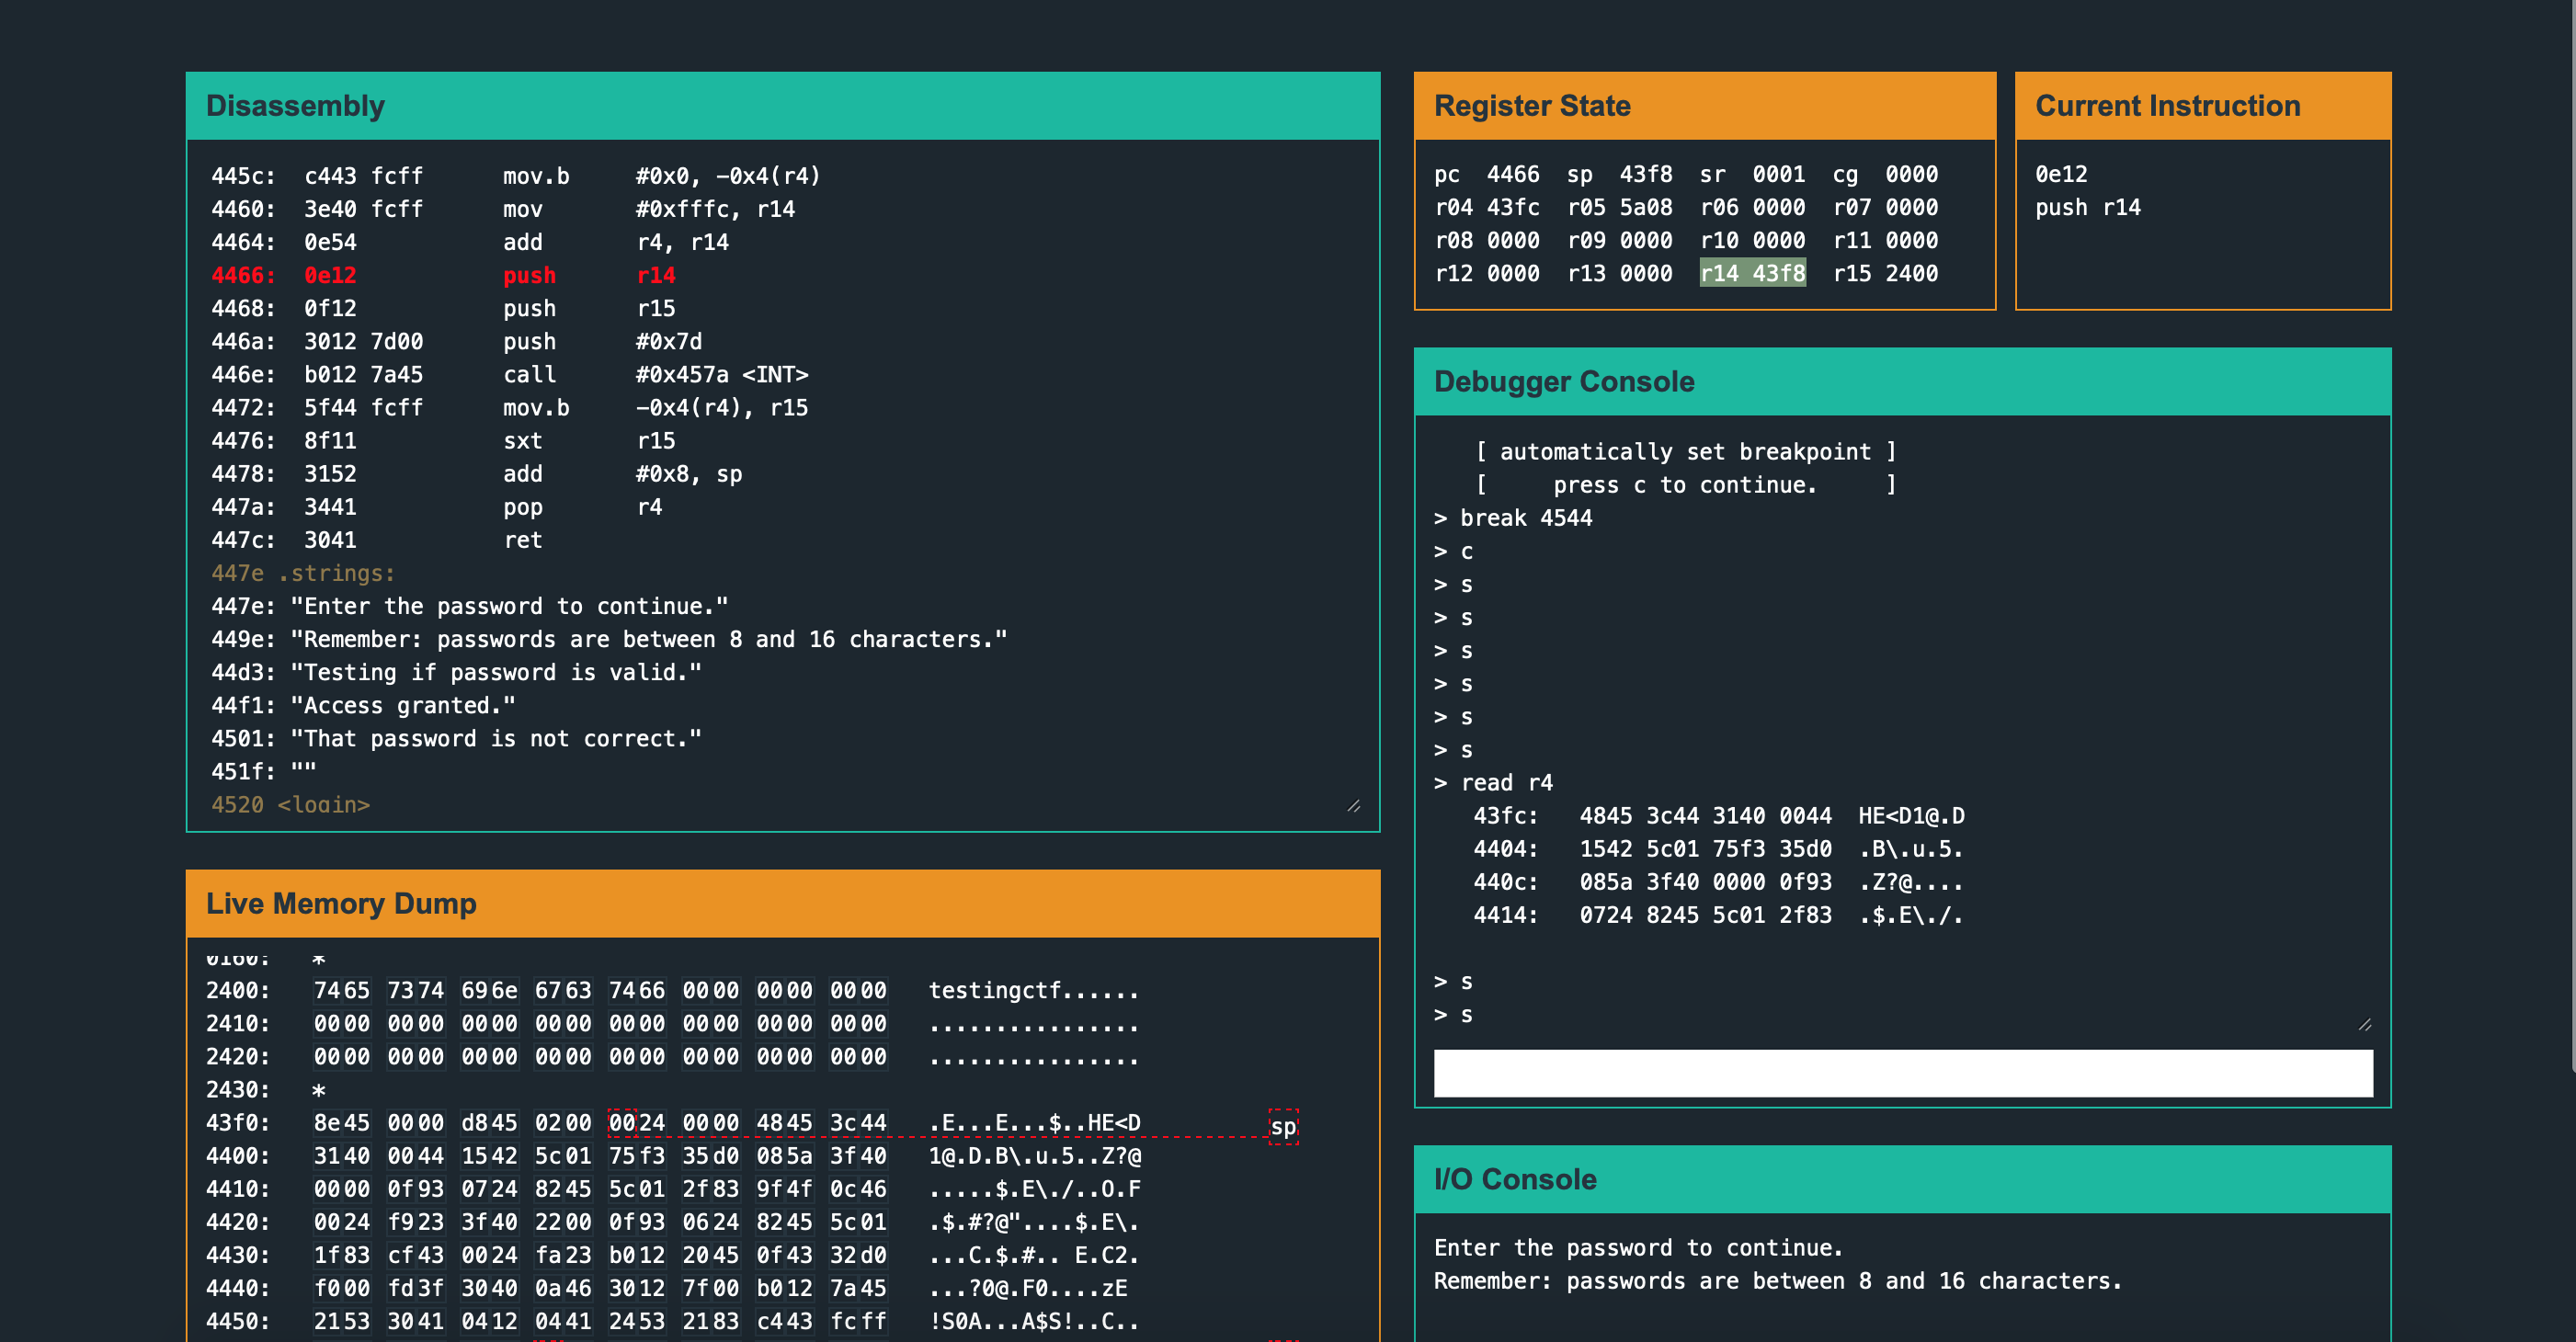 Disassembly
445c: c443 fcff mov.b #0x0, -0x4(r4)
4460: 3e40 fcff mov #0xfffc, r14
4464: 0e54 add r4, r14
4466: 0e12 push r14
4468: 0f12 push r15
446a: 3012 7d00 push #0x7d
446e: b012 7a45 call #0x457a <INT>
4472: 5f44 fcff mov.b -0x4(r4), r15
4476: 8f11 sxt r15
4478: 3152 add #0x8, sp
447a: 3441 pop r4
447c: 3041 ret
447e .strings:
447e: "Enter the password to continue."
449e: "Remember: passwords are between 8 and 16 characters."
44d3: "Testing if password is valid."
44f1: "Access granted."
4501: "That password is not correct."
451f: ""
4520 <login>
Live Memory Dump
0160: *
2400: 7465 7374 696e 6763 7466 0000 0000 0000 testingctf......
2410: 0000 0000 0000 0000 0000 0000 0000 0000 ................
2420: 0000 0000 0000 0000 0000 0000 0000 0000 ................
2430: *
43f0: 8e45 0000 d845 0200 0024 0000 4845 3c44 .E...E...$..HE<D sp
4400: 3140 0044 1542 5c01 75f3 35d0 085a 3f40 1@.D.B\.u.5..Z?@
4410: 0000 0f93 0724 8245 5c01 2f83 9f4f 0c46 .....$.E\./..O.F
4420: 0024 f923 3f40 2200 0f93 0624 8245 5c01 .$.#?@"....$.E\.
4430: 1f83 cf43 0024 fa23 b012 2045 0f43 32d0 ...C.$.#.. E.C2.
4440: f000 fd3f 3040 0a46 3012 7f00 b012 7a45 ...?0@.F0.....zE
4450: 2153 3041 0412 0441 2453 2183 c443 fcff !S0A...A$S!..C..
Register State
pc 4466 sp 43f8 sr 0001 cg 0000
r04 43fc r05 5a08 r06 0000 r07 0000
r08 0000 r09 0000 r10 0000 r11 0000
r12 0000 r13 0000 r14 43f8 r15 2400
Current Instruction
0e12
push r14
Debugger Console
[ automatically set breakpoint ]
[ press c to continue. ]
> break 4544
> c
> s
> s
> s
> s
> s
> s
> read r4
43fc: 4845 3c44 3140 0044 HE<D1@.D
4404: 1542 5c01 75f3 35d0 .B\.u.5.
440c: 085a 3f40 0000 0f93 .Z?@....
4414: 0724 8245 5c01 2f83 .$.E\./.
> s
> s
I/O Console
Enter the password to continue.
Remember: passwords are between 8 and 16 characters.